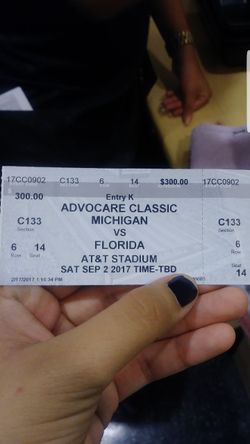 17CC0902 C133 6 14 $300.00 17CC0902
300.00 Entry K
ADVOCARE CLASSIC
C133 MICHIGAN C133
Section VS Section
6 14 FLORIDA 6
Row Seat AT&T STADIUM Row
SAT SEP 2 2017 TIME-TBD 14